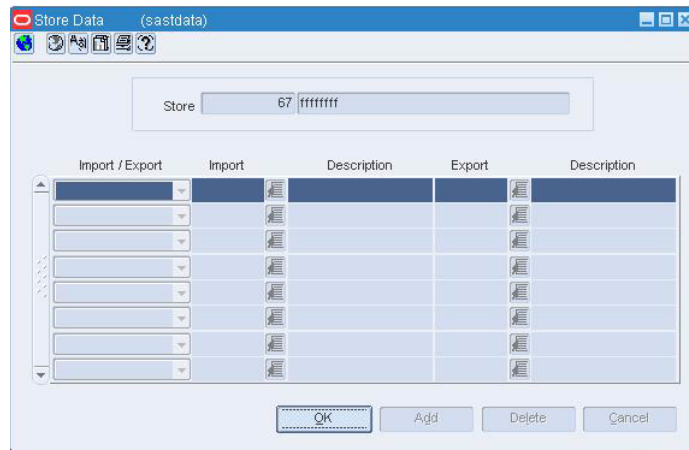 Store Data (sastdata)
Store 67 ffffffff
Import / Export Import Description Export Description
OK Add Delete Cancel